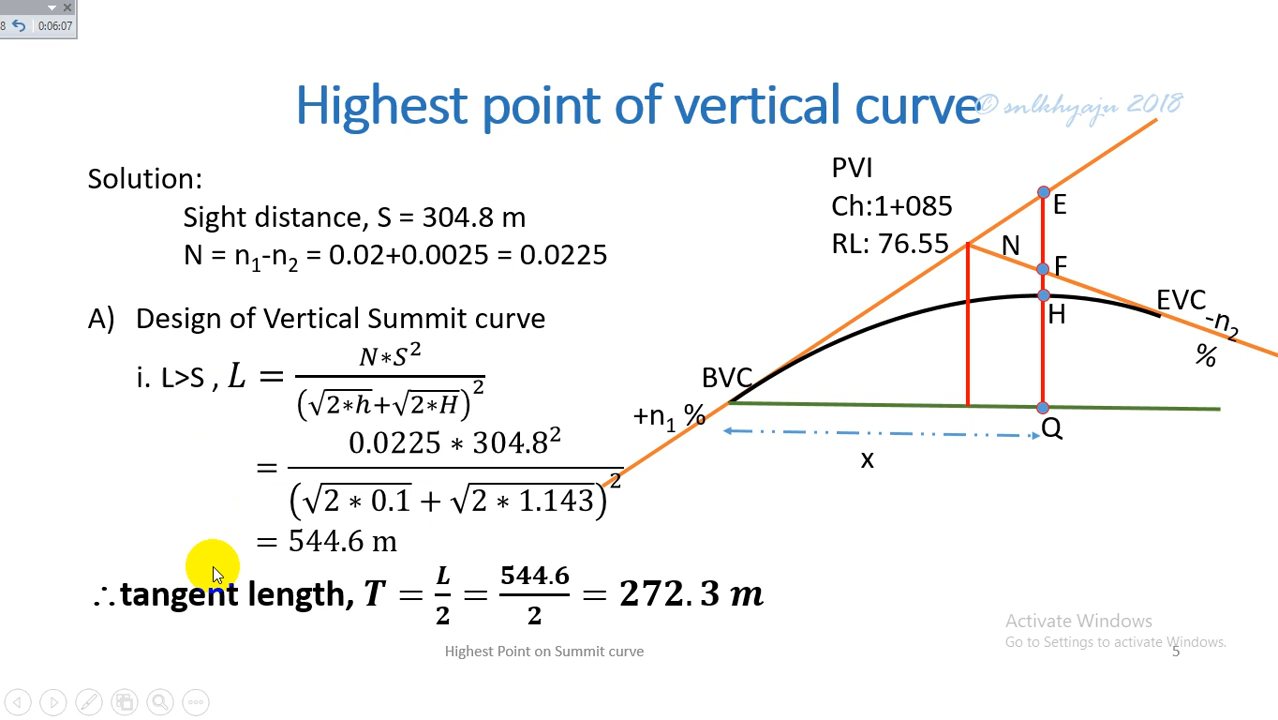 8 0:06:07
Highest point of vertical curve
© snlkhyaju 2018
Solution:
Sight distance, S = 304.8 m
N = n₁-n₂ = 0.02+0.0025 = 0.0225
A) Design of Vertical Summit curve
i. L>S , L = N∗S² / (√2∗h+√2∗H)²
= 0.0225 ∗ 304.8² / (√2 ∗ 0.1 + √2 ∗ 1.143)²
= 544.6 m
∴tangent length, T = L/2 = 544.6/2 = 272.3 m
PVI
Ch:1+085
RL: 76.55
E
N
F
H
EVC
-n₂
%
BVC
+n₁ %
Q
x
Activate Windows
Go to Settings to activate Windows.
Highest Point on Summit curve
5